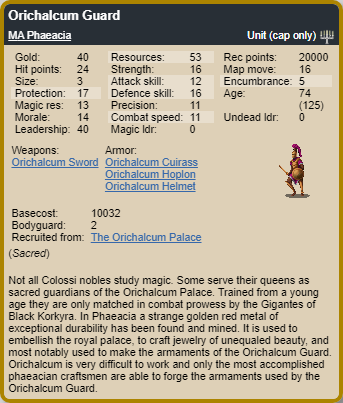 Orichalcum Guard
MA Phaeacia Unit (cap only)
Gold: 40 Resources: 53 Rec points: 20000
Hit points: 24 Strength: 16 Map move: 16
Size: 3 Attack skill: 12 Encumbrance: 5
Protection: 17 Defence skill: 16 Age: 74
Magic res: 13 Precision: 11 (125)
Morale: 14 Combat speed: 11 Undead ldr: 0
Leadership: 40 Magic ldr: 0
Weapons: Armor:
Orichalcum Sword Orichalcum Cuirass
Orichalcum Hoplon
Orichalcum Helmet
Basecost: 10032
Bodyguard: 2
Recruited from: The Orichalcum Palace
(Sacred)
Not all Colossi nobles study magic. Some serve their queens as
sacred guardians of the Orichalcum Palace. Trained from a young
age they are only matched in combat prowess by the Gigantes of
Black Korkyra. In Phaeacia a strange golden red metal of
exceptional durability has been found and mined. It is used to
embellish the royal palace, to craft jewelry of unequaled beauty, and
most notably used to make the armaments of the Orichalcum Guard.
Orichalcum is very difficult to work and only the most accomplished
phaeacian craftsmen are able to forge the armaments used by the
Orichalcum Guard.